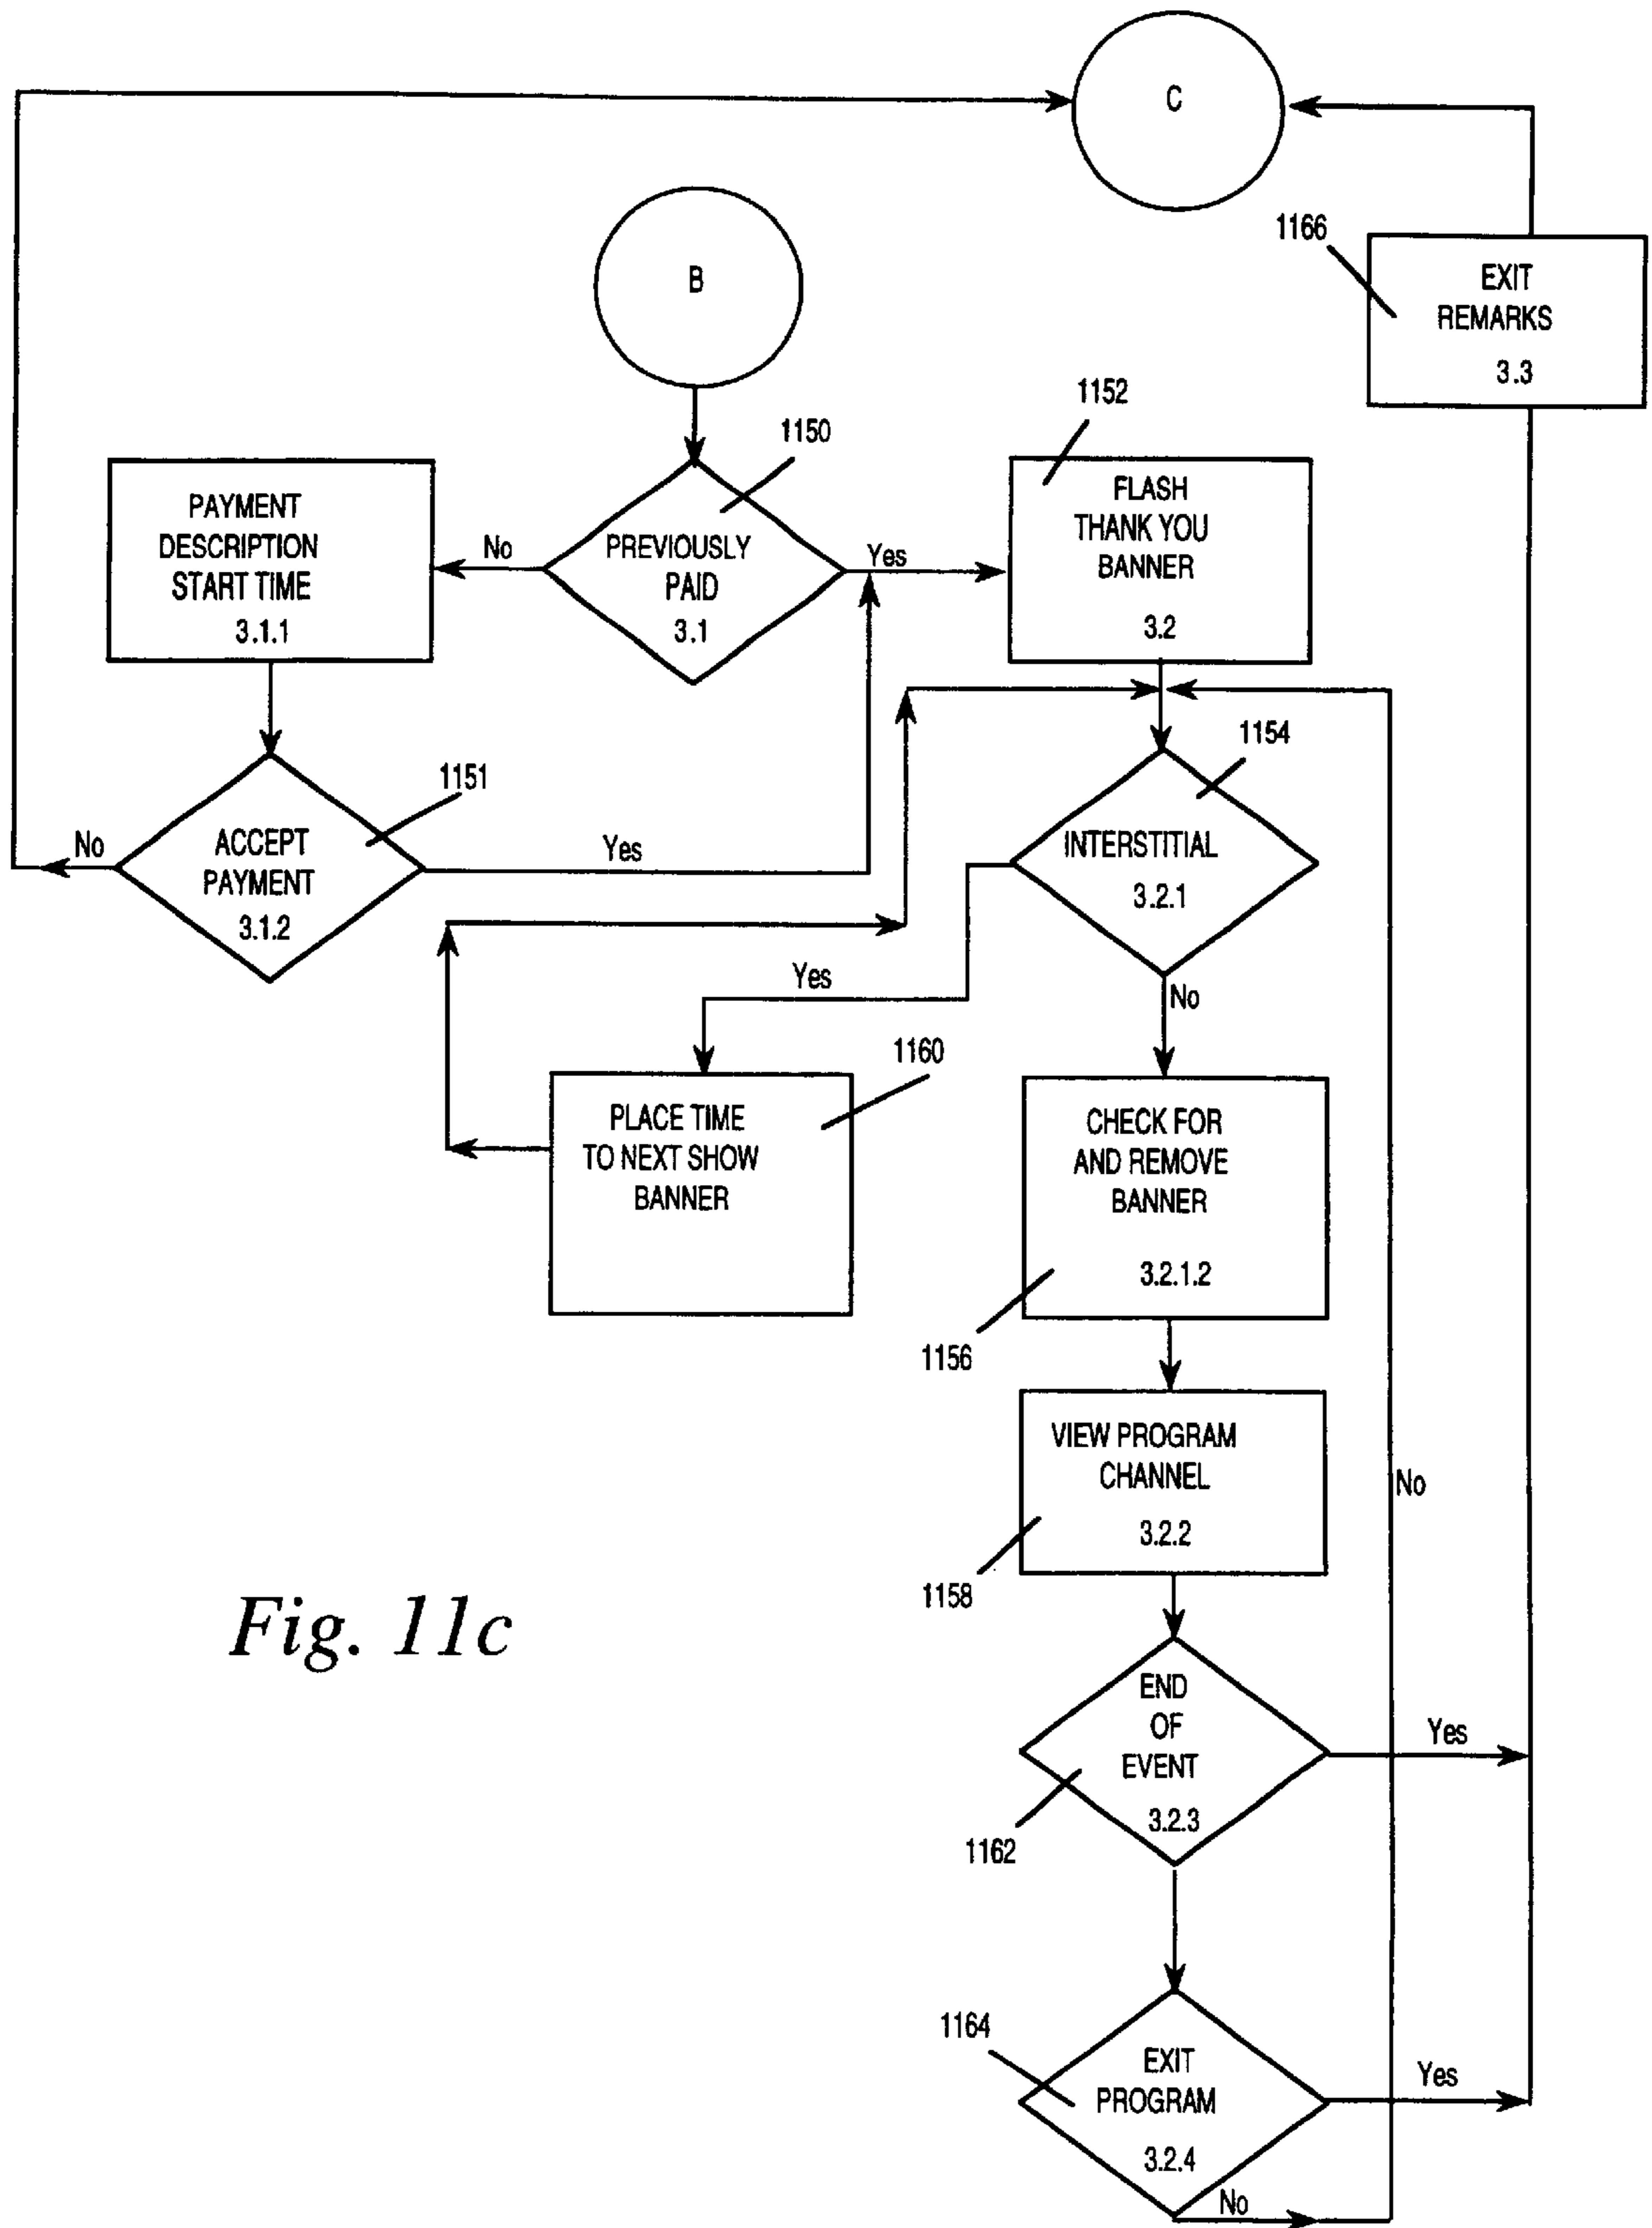 C
1166
EXIT
REMARKS
3.3
B
1152
1150
FLASH
THANK YOU
BANNER
3.2
PAYMENT
DESCRIPTION
START TIME
3.1.1
No
PREVIOUSLY
PAID
3.1
Yes
1154
1151
No
ACCEPT
PAYMENT
3.1.2
Yes
INTERSTITIAL
3.2.1
Yes
No
1160
PLACE TIME
TO NEXT SHOW
BANNER
CHECK FOR
AND REMOVE
BANNER
3.2.1.2
1156
VIEW PROGRAM
CHANNEL
3.2.2
No
1158
Fig. 11c
END
OF
EVENT
3.2.3
Yes
1162
1164
EXIT
PROGRAM
3.2.4
Yes
No